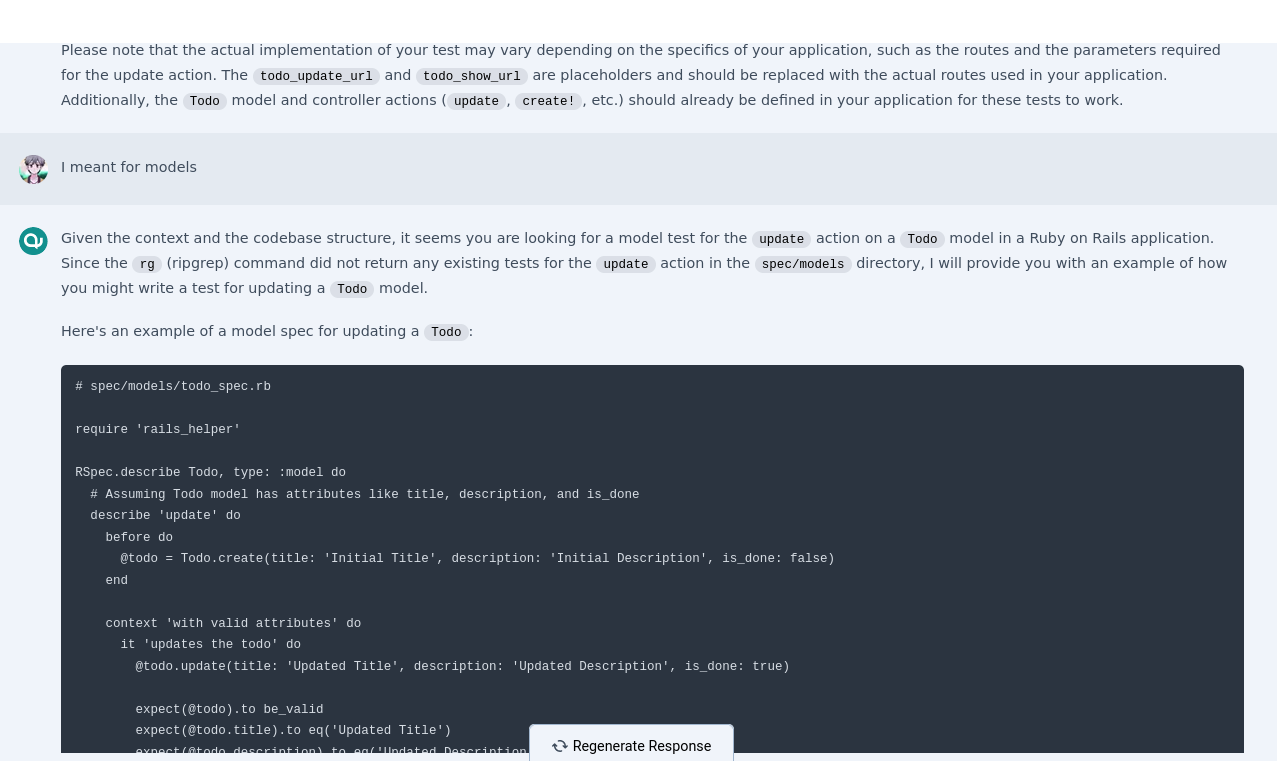 Please note that the actual implementation of your test may vary depending on the specifics of your application, such as the routes and the parameters required
for the update action. The todo_update_url and todo_show_url are placeholders and should be replaced with the actual routes used in your application.
Additionally, the Todo model and controller actions (update, create!, etc.) should already be defined in your application for these tests to work.
I meant for models
Given the context and the codebase structure, it seems you are looking for a model test for the update action on a Todo model in a Ruby on Rails application.
Since the rg (ripgrep) command did not return any existing tests for the update action in the spec/models directory, I will provide you with an example of how
you might write a test for updating a Todo model.
Here's an example of a model spec for updating a Todo:
# spec/models/todo_spec.rb
require 'rails_helper'
RSpec.describe Todo, type: :model do
  # Assuming Todo model has attributes like title, description, and is_done
  describe 'update' do
    before do
      @todo = Todo.create(title: 'Initial Title', description: 'Initial Description', is_done: false)
    end
    context 'with valid attributes' do
      it 'updates the todo' do
        @todo.update(title: 'Updated Title', description: 'Updated Description', is_done: true)
        expect(@todo).to be_valid
        expect(@todo.title).to eq('Updated Title')
        expect(@todo.description).to eq('Updated Description
Regenerate Response